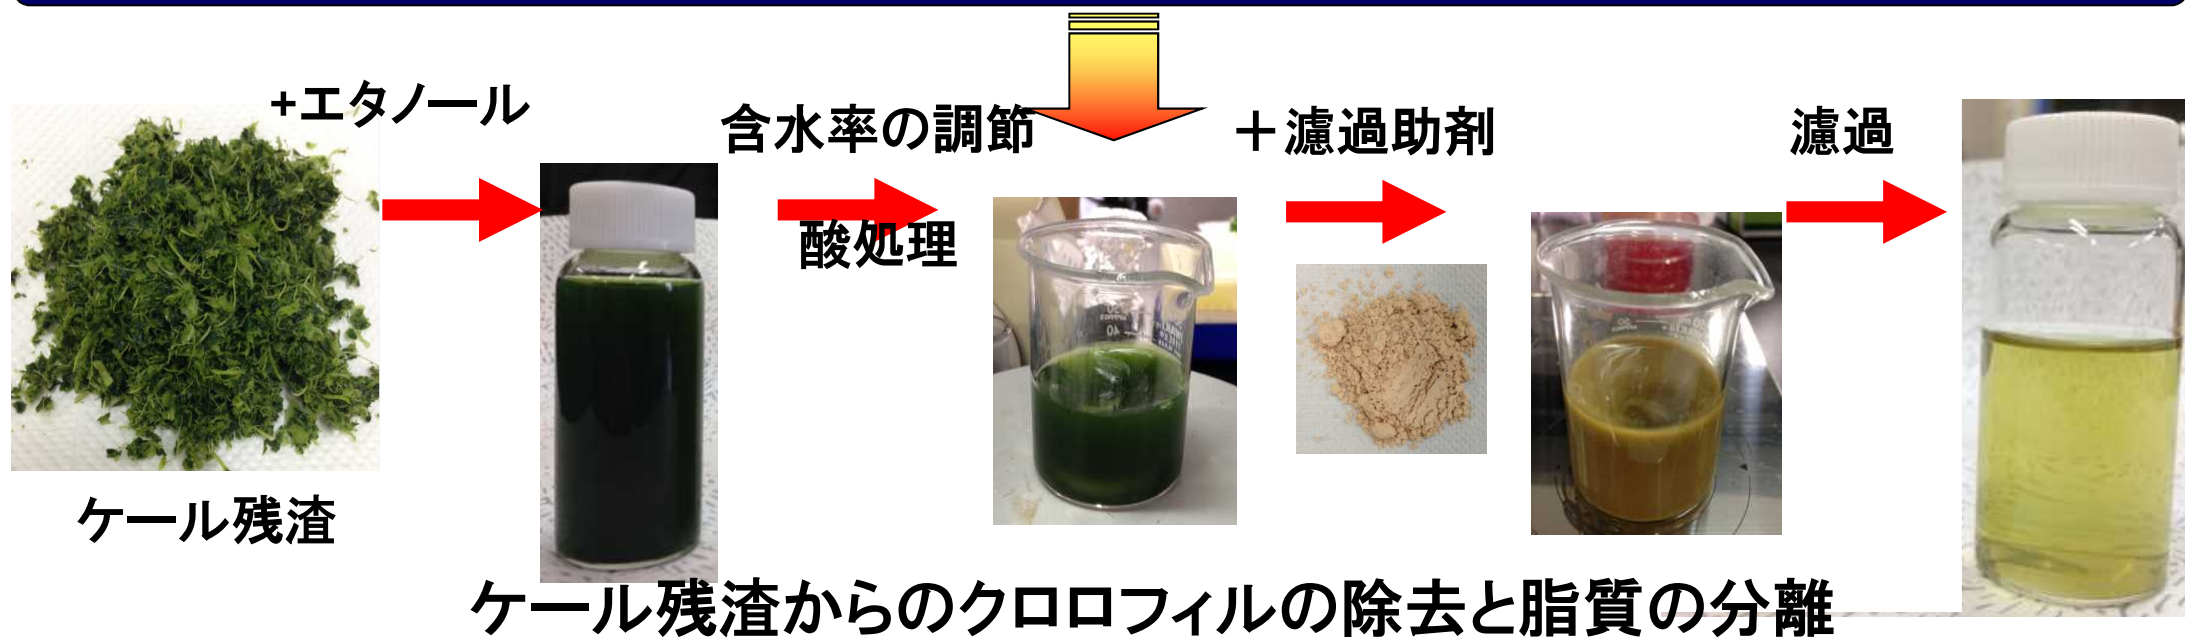 +エタノール
含水率の調節
酸処理
＋濾過助剤
濾過
ケール残渣
ケール残渣からのクロロフィルの除去と脂質の分離